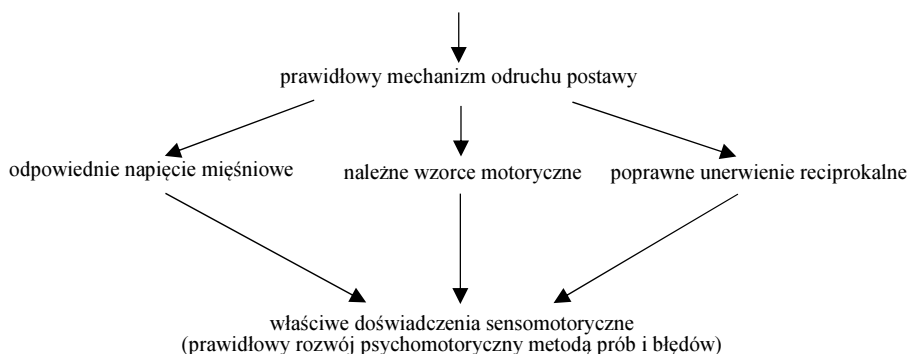 prawidłowy mechanizm odruchu postawy
odpowiednie napięcie mięśniowe
należne wzorce motoryczne
poprawne unerwienie reciprokalne
właściwe doświadczenia sensomotoryczne
(prawidłowy rozwój psychomotoryczny metodą prób i błędów)